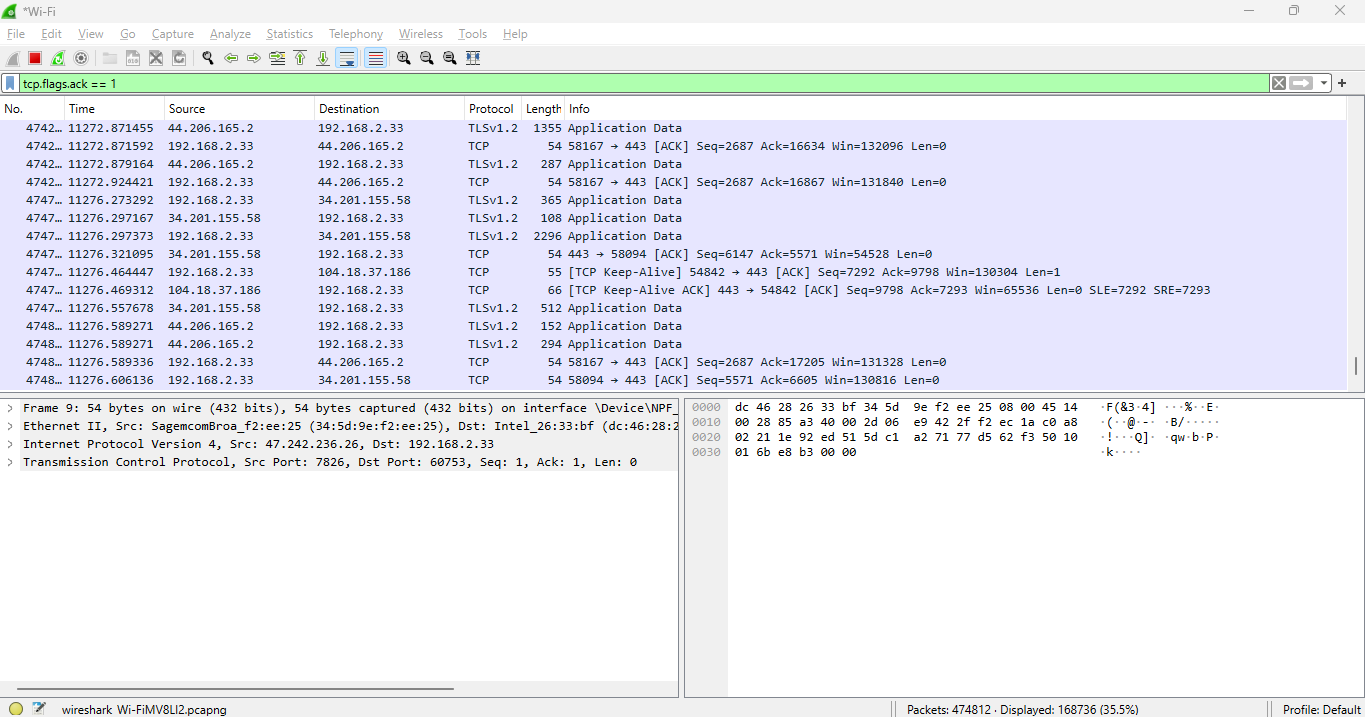 *Wi-Fi
File Edit View Go Capture Analyze Statistics Telephony Wireless Tools Help
tcp.flags.ack == 1
No. Time Source Destination Protocol Length Info
4742… 11272.871455 44.206.165.2 192.168.2.33 TLSv1.2 1355 Application Data
4742… 11272.871592 192.168.2.33 44.206.165.2 TCP 54 58167 → 443 [ACK] Seq=2687 Ack=16634 Win=132096 Len=0
4742… 11272.879164 44.206.165.2 192.168.2.33 TLSv1.2 287 Application Data
4742… 11272.924421 192.168.2.33 44.206.165.2 TCP 54 58167 → 443 [ACK] Seq=2687 Ack=16867 Win=131840 Len=0
4747… 11276.273292 192.168.2.33 34.201.155.58 TLSv1.2 365 Application Data
4747… 11276.297167 34.201.155.58 192.168.2.33 TLSv1.2 108 Application Data
4747… 11276.297373 192.168.2.33 34.201.155.58 TLSv1.2 2296 Application Data
4747… 11276.321095 34.201.155.58 192.168.2.33 TCP 54 443 → 58094 [ACK] Seq=6147 Ack=5571 Win=54528 Len=0
4747… 11276.464447 192.168.2.33 104.18.37.186 TCP 55 [TCP Keep-Alive] 54842 → 443 [ACK] Seq=7292 Ack=9798 Win=130304 Len=1
4747… 11276.469312 104.18.37.186 192.168.2.33 TCP 66 [TCP Keep-Alive ACK] 443 → 54842 [ACK] Seq=9798 Ack=7293 Win=65536 Len=0 SLE=7292 SRE=7293
4747… 11276.557678 34.201.155.58 192.168.2.33 TLSv1.2 512 Application Data
4748… 11276.589271 44.206.165.2 192.168.2.33 TLSv1.2 152 Application Data
4748… 11276.589271 44.206.165.2 192.168.2.33 TLSv1.2 294 Application Data
4748… 11276.589336 192.168.2.33 44.206.165.2 TCP 54 58167 → 443 [ACK] Seq=2687 Ack=17205 Win=131328 Len=0
4748… 11276.606136 192.168.2.33 34.201.155.58 TCP 54 58094 → 443 [ACK] Seq=5571 Ack=6605 Win=130816 Len=0
Frame 9: 54 bytes on wire (432 bits), 54 bytes captured (432 bits) on interface \Device\NPF_
Ethernet II, Src: SagemcomBroa_f2:ee:25 (34:5d:9e:f2:ee:25), Dst: Intel_26:33:bf (dc:46:28:2
Internet Protocol Version 4, Src: 47.242.236.26, Dst: 192.168.2.33
Transmission Control Protocol, Src Port: 7826, Dst Port: 60753, Seq: 1, Ack: 1, Len: 0
0000 dc 46 28 26 33 bf 34 5d 9e f2 ee 25 08 00 45 14 ·F(&3·4] ···%··E·
0010 00 28 85 a3 40 00 2d 06 e9 42 2f f2 ec 1a c0 a8 ·(··@·-· ·B/·····
0020 02 21 1e 92 ed 51 5d c1 a2 71 77 d5 62 f3 50 10 ·!···Q]· ·qw·b·P·
0030 01 6b e8 b3 00 00 ·k····
wireshark_Wi-FiMV8LI2.pcapng
Packets: 474812 · Displayed: 168736 (35.5%)
Profile: Default